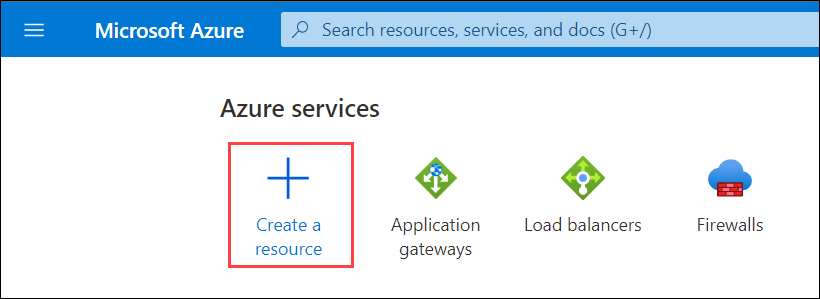 Microsoft Azure
Search resources, services, and docs (G+/)
Azure services
Create a
resource
Application
gateways
Load balancers
Firewalls